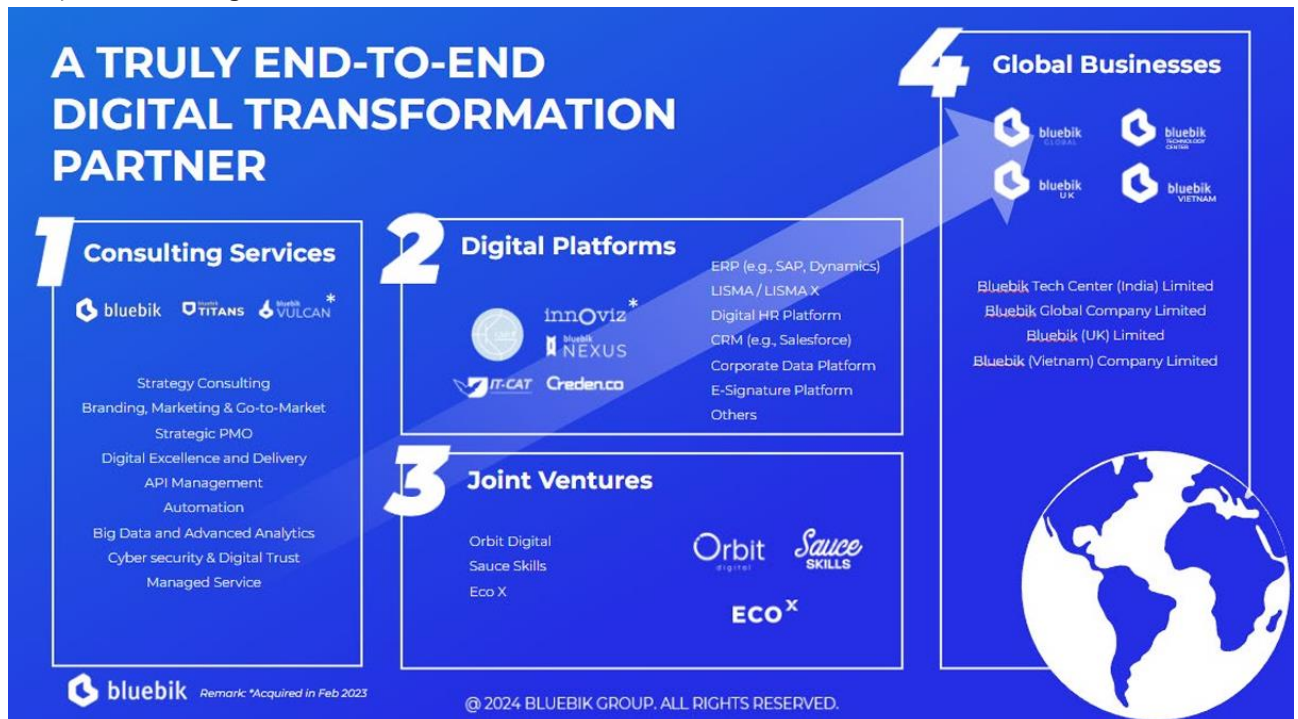 A TRULY END-TO-END
DIGITAL TRANSFORMATION
PARTNER
1
Consulting Services
bluebik
bluebik TITANS
bluebik VULCAN *
Strategy Consulting
Branding, Marketing & Go-to-Market
Strategic PMO
Digital Excellence and Delivery
API Management
Automation
Big Data and Advanced Analytics
Cyber security & Digital Trust
Managed Service
2
Digital Platforms
innoviz *
bluebik NEXUS
IT-CAT
Creden.co
ERP (e.g., SAP, Dynamics)
LISMA / LISMA X
Digital HR Platform
CRM (e.g., Salesforce)
Corporate Data Platform
E-Signature Platform
Others
3
Joint Ventures
Orbit Digital
Sauce Skills
Eco X
Orbit
digital
Sauce
SKILLS
ECO X
4
Global Businesses
bluebik
GLOBAL
bluebik
TECHNOLOGY
CENTER
bluebik
UK
bluebik
VIETNAM
Bluebik Tech Center (India) Limited
Bluebik Global Company Limited
Bluebik (UK) Limited
Bluebik (Vietnam) Company Limited
bluebik
Remark: *Acquired in Feb 2023
@ 2024 BLUEBIK GROUP. ALL RIGHTS RESERVED.